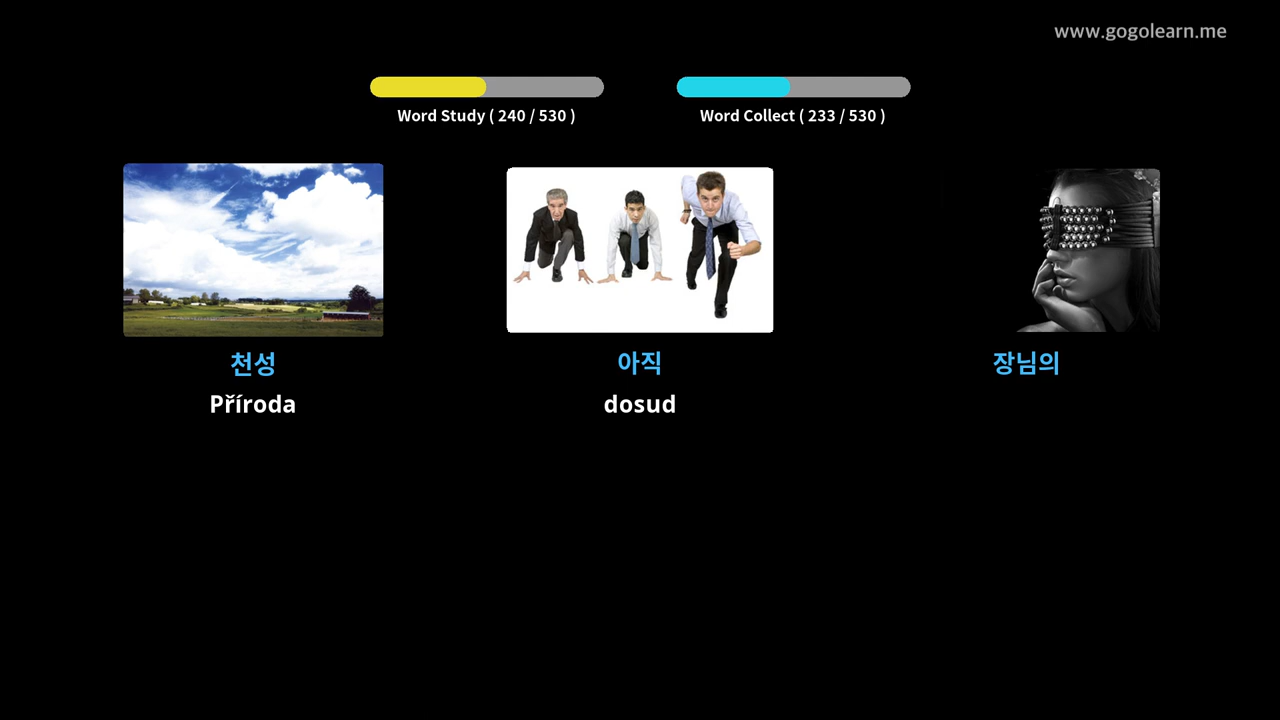 www.gogolearn.me
Word Study ( 240 / 530 )
Word Collect ( 233 / 530 )
천성
Příroda
아직
dosud
장님의